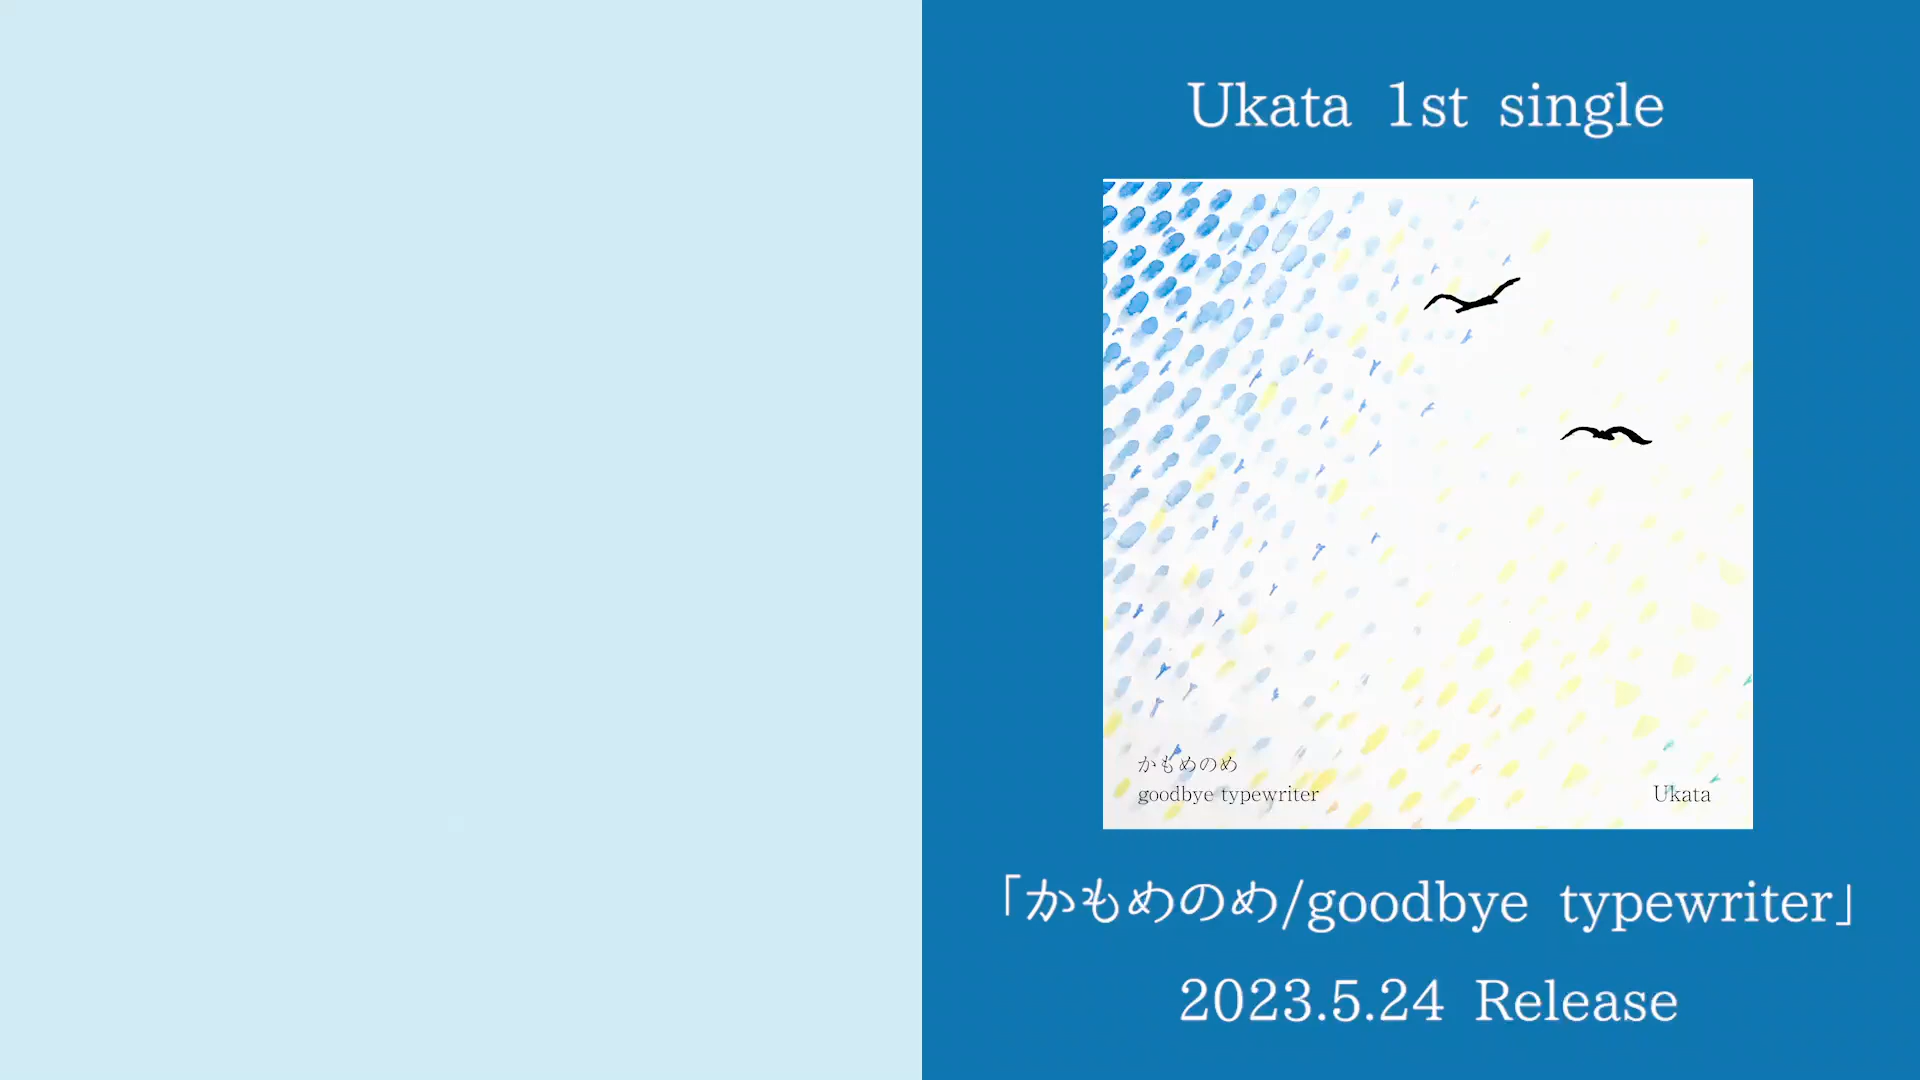 Ukata 1st single
かもめのめ
goodbye typewriter
Ukata
「かもめのめ/goodbye typewriter」
2023.5.24 Release